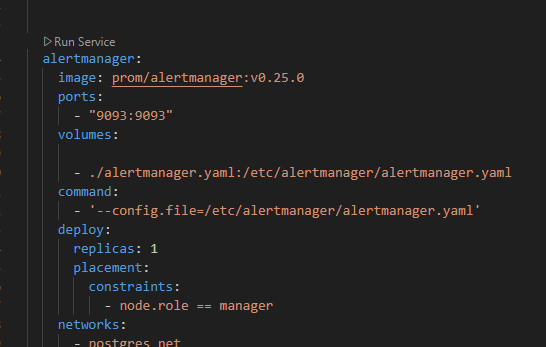 Run Service
alertmanager:
image: prom/alertmanager:v0.25.0
ports:
- "9093:9093"
volumes:
- ./alertmanager.yaml:/etc/alertmanager/alertmanager.yaml
command:
- '--config.file=/etc/alertmanager/alertmanager.yaml'
deploy:
replicas: 1
placement:
constraints:
- node.role == manager
networks:
- postgres_net